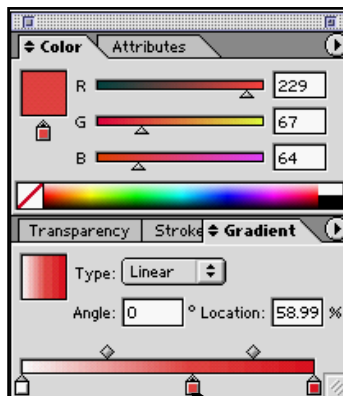 Color Attributes
R 229
G 67
B 64
Transparency Stroke Gradient
Type: Linear
Angle: 0 ° Location: 58.99 %